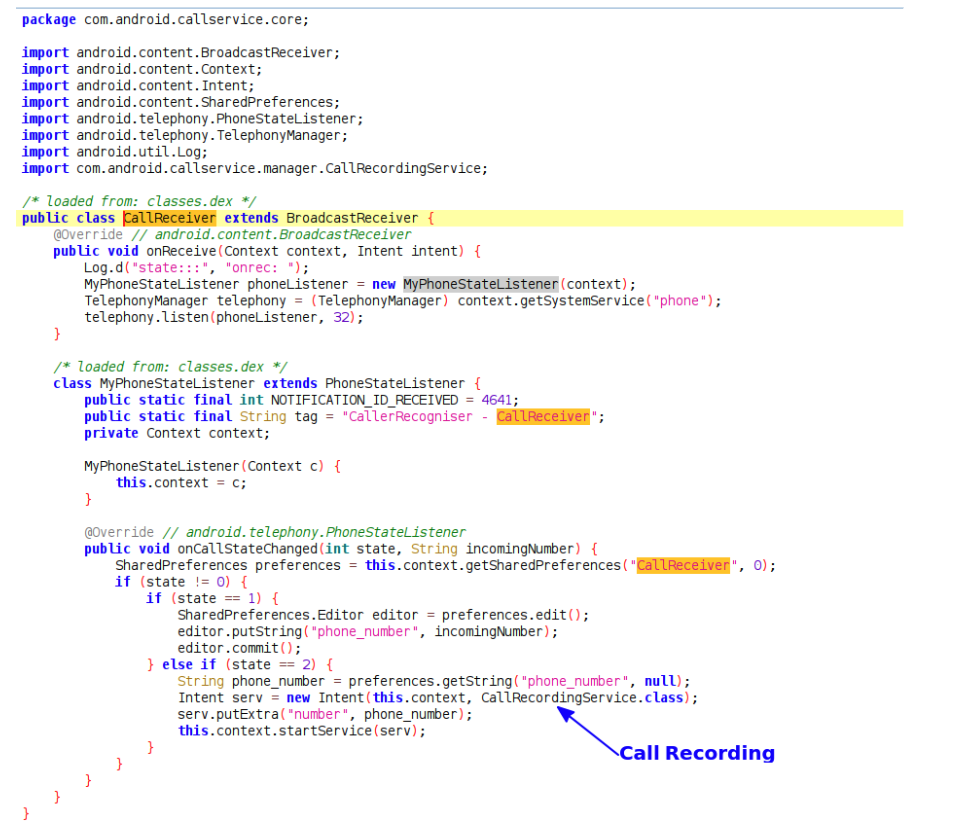 package com.android.callservice.core;
import android.content.BroadcastReceiver;
import android.content.Context;
import android.content.Intent;
import android.content.SharedPreferences;
import android.telephony.PhoneStateListener;
import android.telephony.TelephonyManager;
import android.util.Log;
import com.android.callservice.manager.CallRecordingService;
/* loaded from: classes.dex */
public class CallReceiver extends BroadcastReceiver {
@Override // android.content.BroadcastReceiver
public void onReceive(Context context, Intent intent) {
Log.d("state:::", "onrec: ");
MyPhoneStateListener phoneListener = new MyPhoneStateListener(context);
TelephonyManager telephony = (TelephonyManager) context.getSystemService("phone");
telephony.listen(phoneListener, 32);
}
/* loaded from: classes.dex */
class MyPhoneStateListener extends PhoneStateListener {
public static final int NOTIFICATION_ID_RECEIVED = 4641;
public static final String tag = "CallerRecogniser - CallReceiver";
private Context context;
MyPhoneStateListener(Context c) {
this.context = c;
}
@Override // android.telephony.PhoneStateListener
public void onCallStateChanged(int state, String incomingNumber) {
SharedPreferences preferences = this.context.getSharedPreferences("CallReceiver", 0);
if (state != 0) {
if (state == 1) {
SharedPreferences.Editor editor = preferences.edit();
editor.putString("phone_number", incomingNumber);
editor.commit();
} else if (state == 2) {
String phone_number = preferences.getString("phone_number", null);
Intent serv = new Intent(this.context, CallRecordingService.class);
serv.putExtra("number", phone_number);
this.context.startService(serv);
}
Call Recording
}
}
}
}